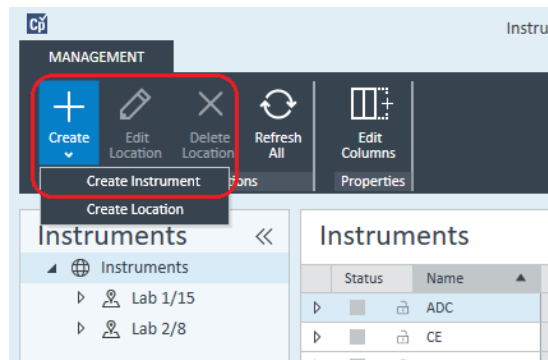 Cp
Instru
MANAGEMENT
Create Edit Location Delete Location Refresh All Edit Columns
Create Instrument ons Properties
Create Location
Instruments Instruments
Instruments
Status Name
Lab 1/15
ADC
Lab 2/8
CE